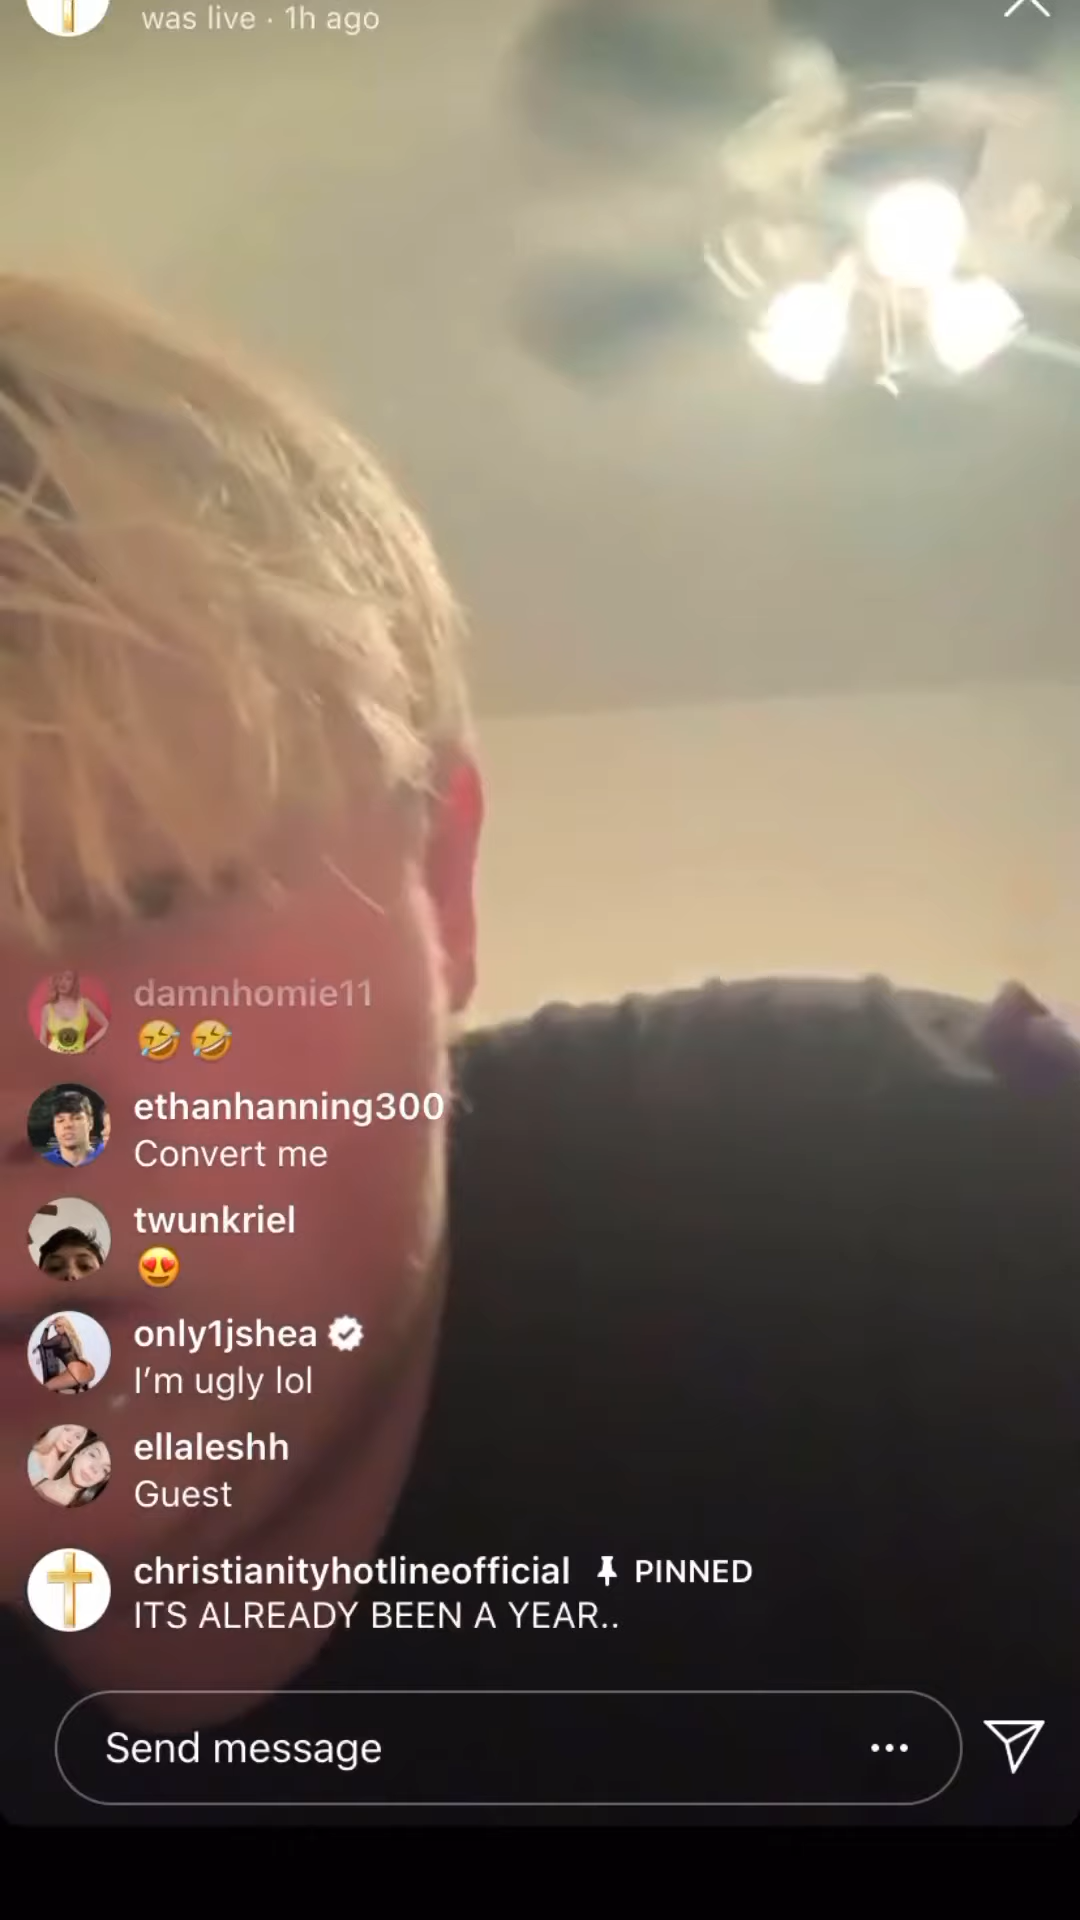 was live · 1h ago
damnhomie11
🤣🤣
ethanhanning300
Convert me
twunkriel
😍
only1jshea
I'm ugly lol
ellaleshh
Guest
christianityhotlineofficial PINNED
ITS ALREADY BEEN A YEAR..
Send message